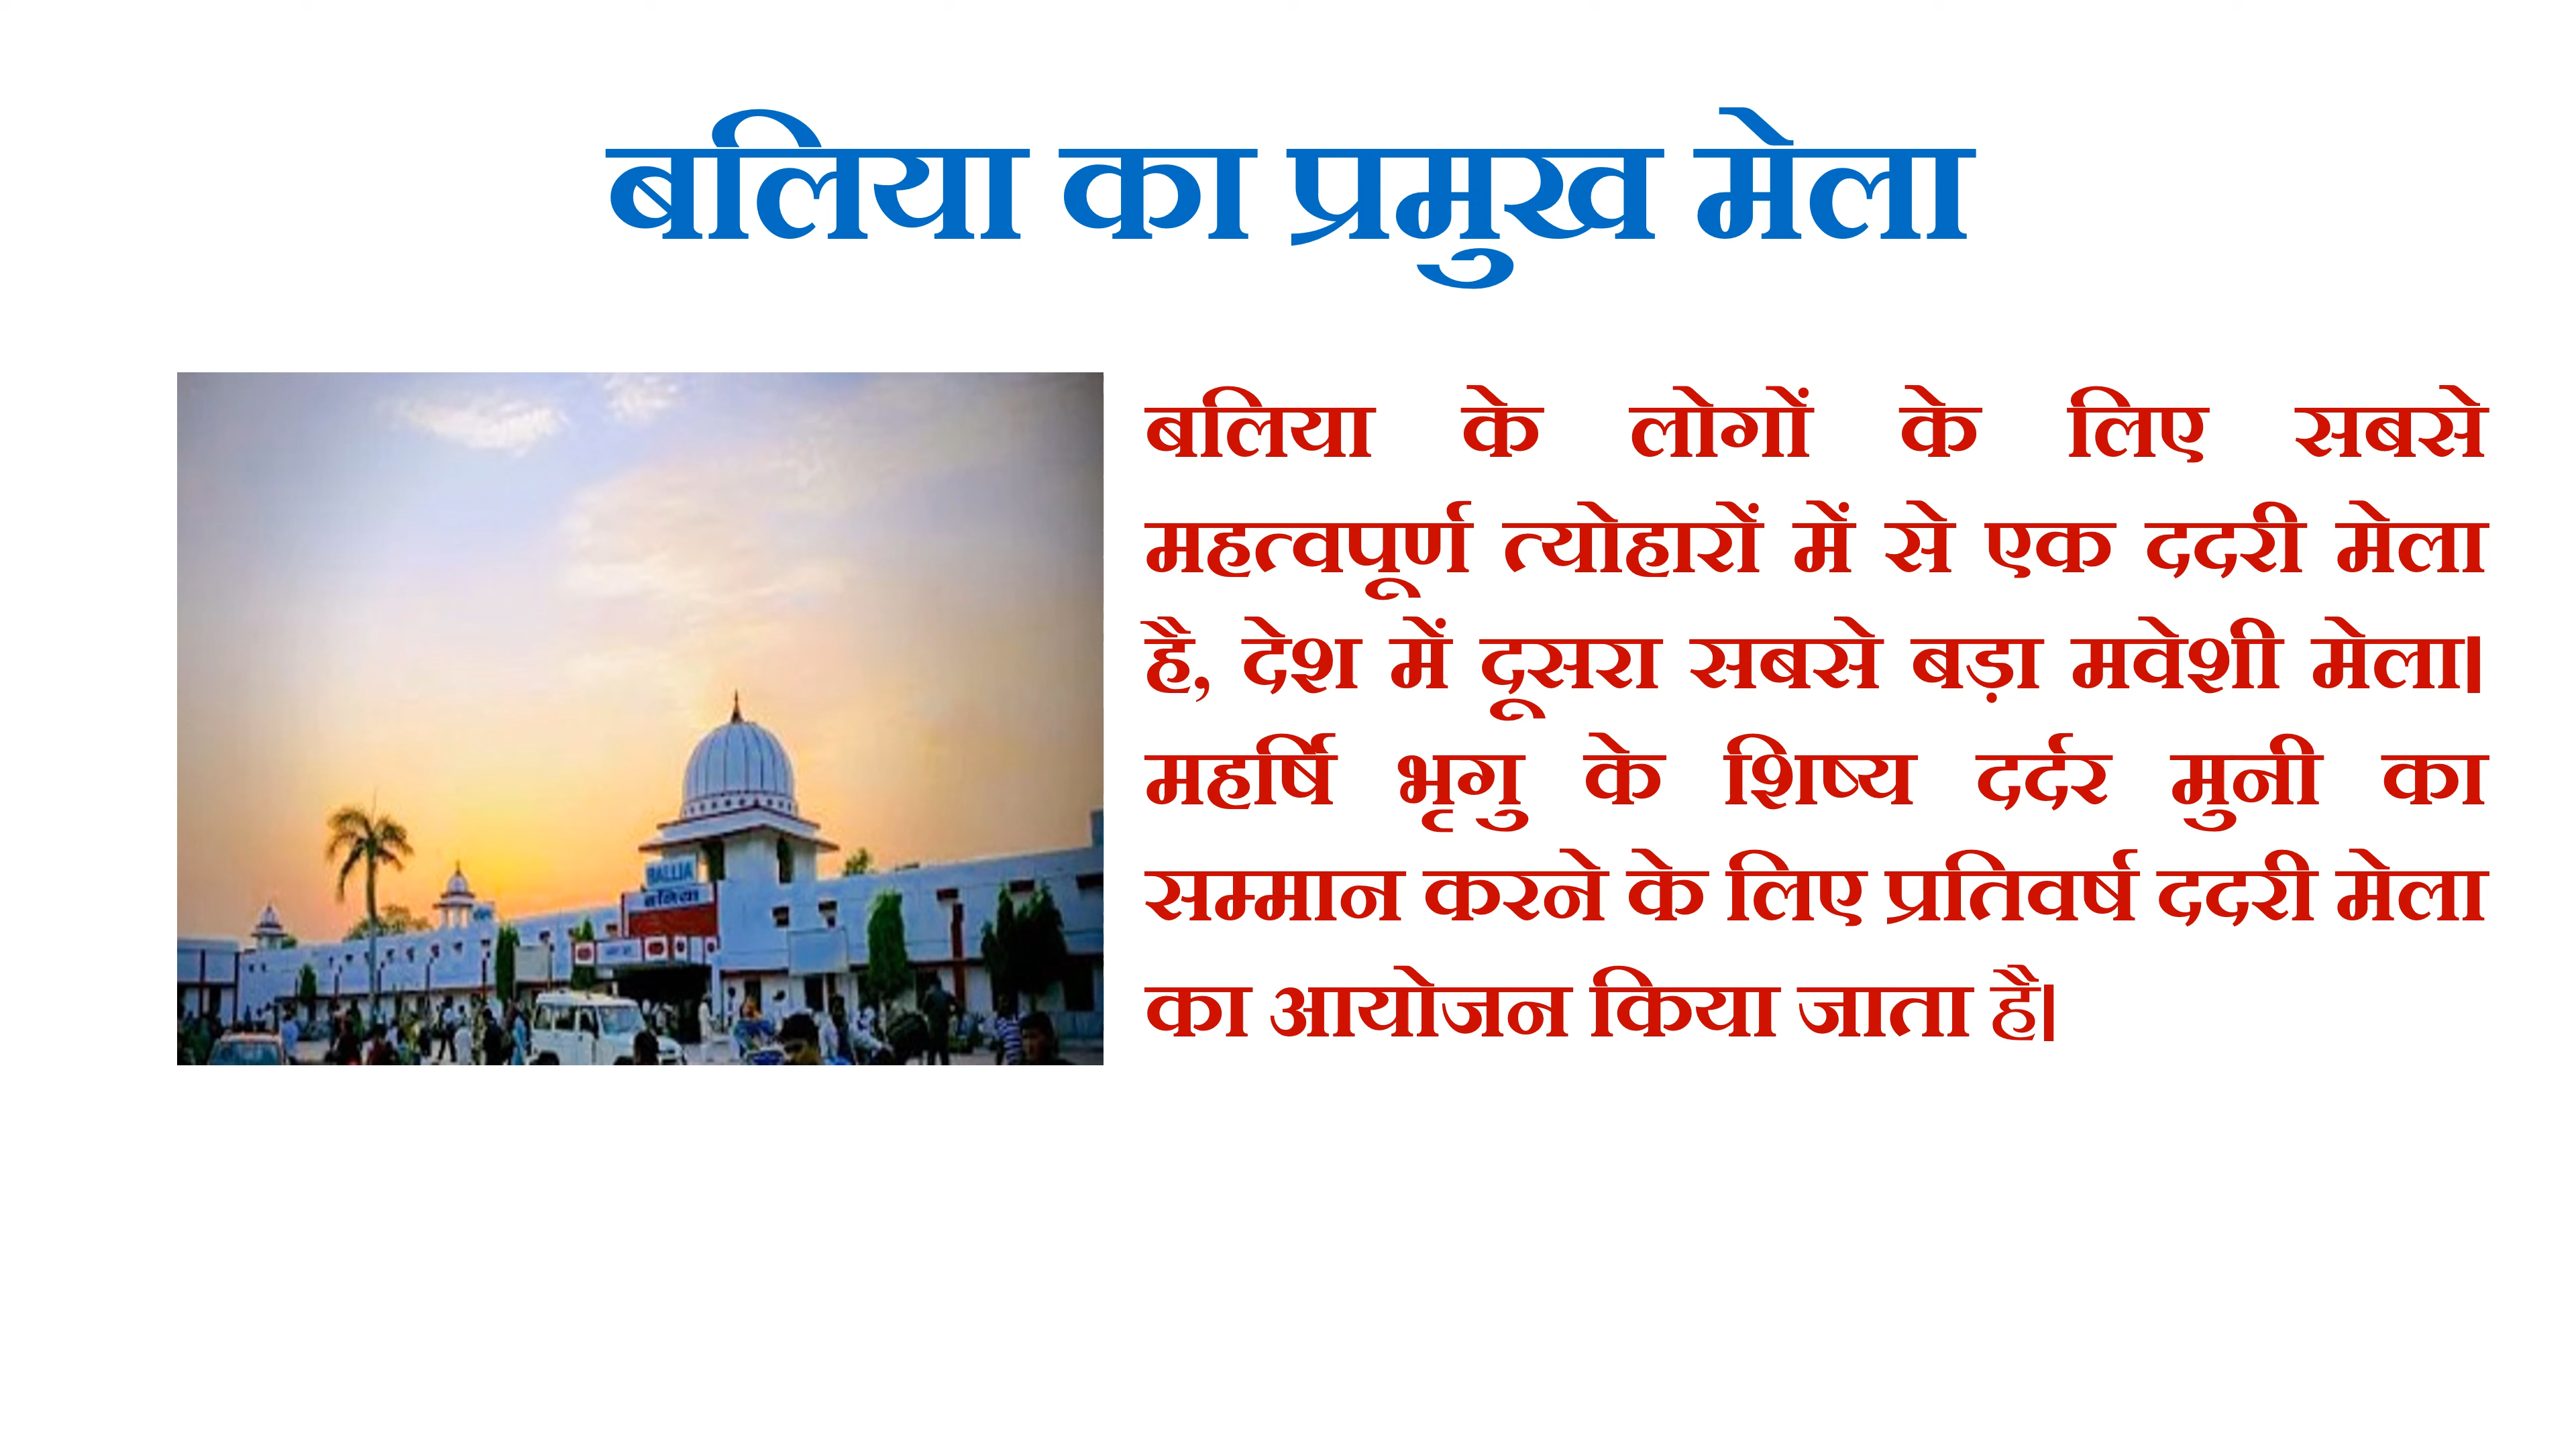 बलिया का प्रमुख मेला
बलिया के लोगों के लिए सबसे
महत्वपूर्ण त्योहारों में से एक ददरी मेला
है, देश में दूसरा सबसे बड़ा मवेशी मेला।
महर्षि भृगु के शिष्य दर्दर मुनी का
सम्मान करने के लिए प्रतिवर्ष ददरी मेला
का आयोजन किया जाता है।
BALLIA
बलिया